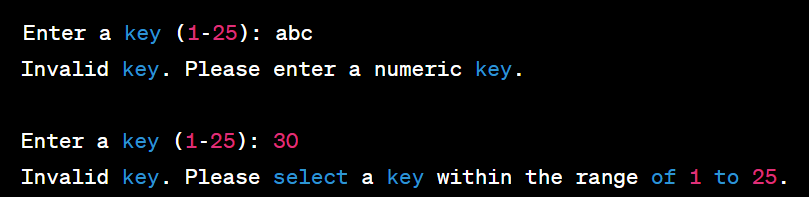 Enter a key (1-25): abc
Invalid key. Please enter a numeric key.
Enter a key (1-25): 30
Invalid key. Please select a key within the range of 1 to 25.